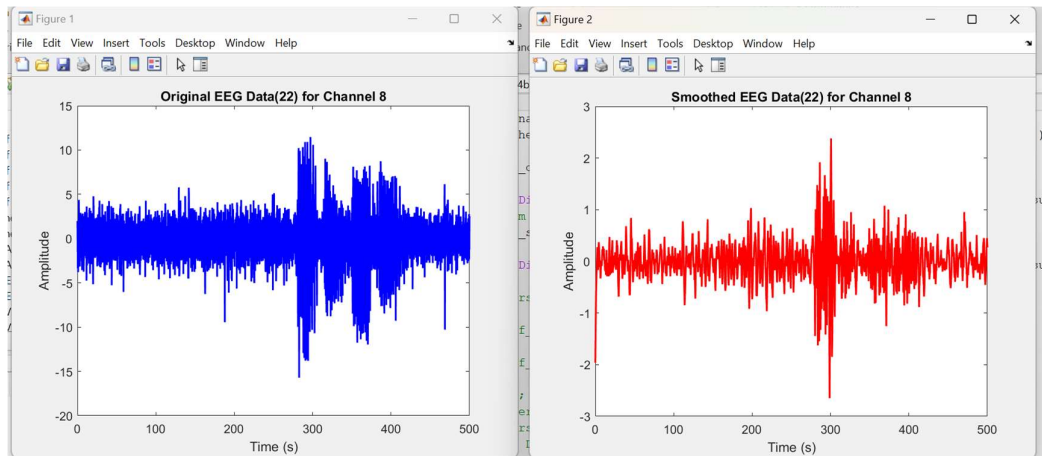 Figure 1
File Edit View Insert Tools Desktop Window Help
Original EEG Data(22) for Channel 8
15
10
5
0
-5
-10
-15
-20
Amplitude
0 100 200 300 400 500
Time (s)
Figure 2
File Edit View Insert Tools Desktop Window Help
Smoothed EEG Data(22) for Channel 8
3
2
1
0
-1
-2
-3
Amplitude
0 100 200 300 400 500
Time (s)